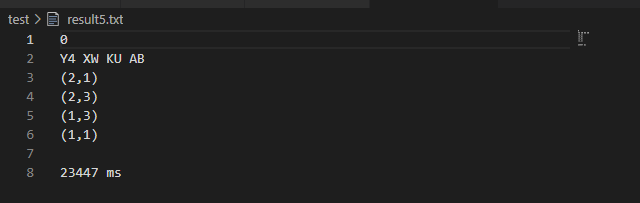 test > result5.txt
1 0
2 Y4 XW KU AB
3 (2,1)
4 (2,3)
5 (1,3)
6 (1,1)
7
8 23447 ms